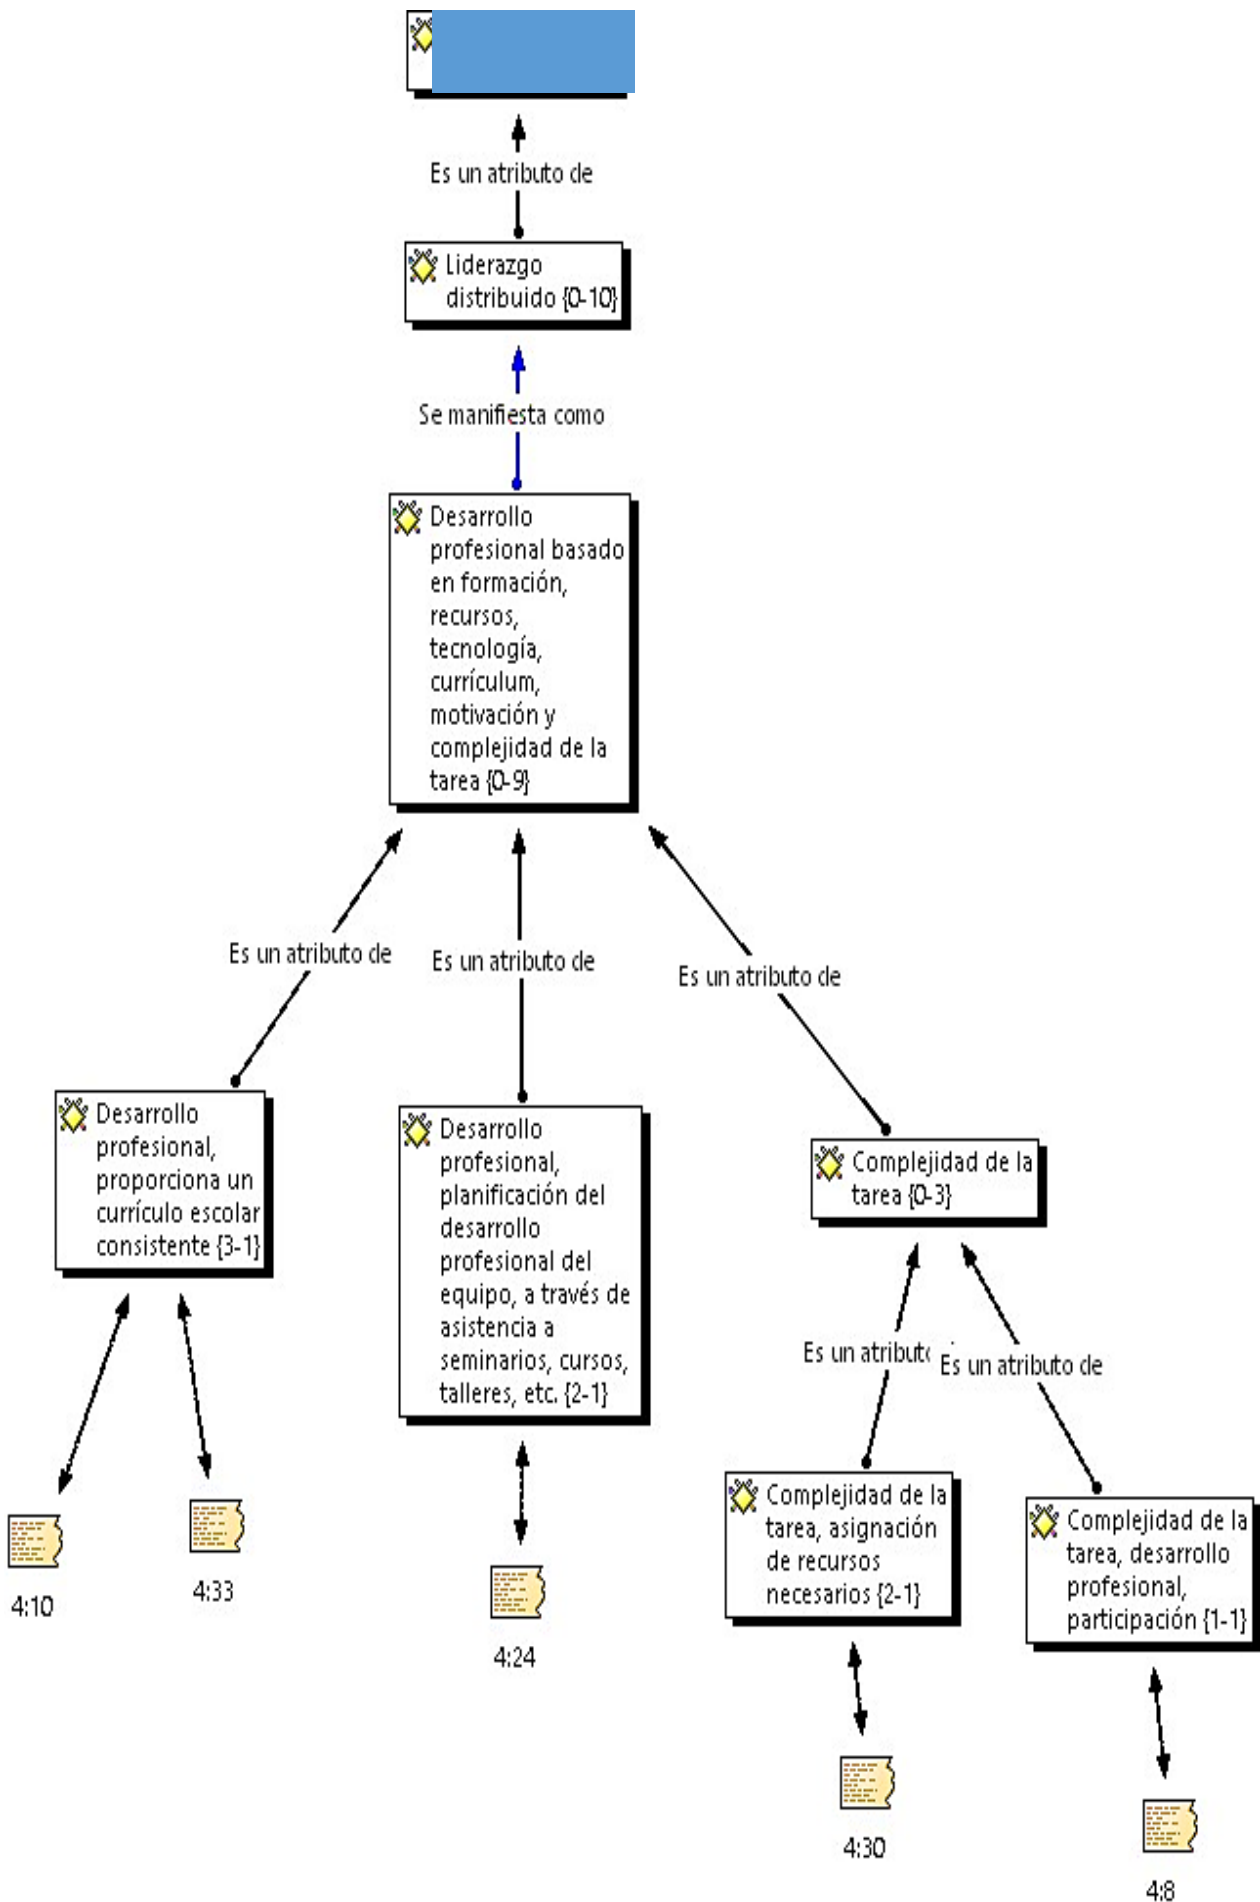 Es un atributo de
Liderazgo
distribuido {0-10}
Se manifiesta como
Desarrollo
profesional basado
en formación,
recursos,
tecnología,
currículum,
motivación y
complejidad de la
tarea {0-9}
Es un atributo de
Es un atributo de
Es un atributo de
Desarrollo
profesional,
proporciona un
currículo escolar
consistente {3-1}
Desarrollo
profesional,
planificación del
desarrollo
profesional del
equipo, a través de
asistencia a
seminarios, cursos,
talleres, etc. {2-1}
Complejidad de la
tarea {0-3}
Es un atributo
Es un atributo de
Complejidad de la
tarea, asignación
de recursos
necesarios {2-1}
Complejidad de la
tarea, desarrollo
profesional,
participación {1-1}
4:10
4:33
4:24
4:30
4:8